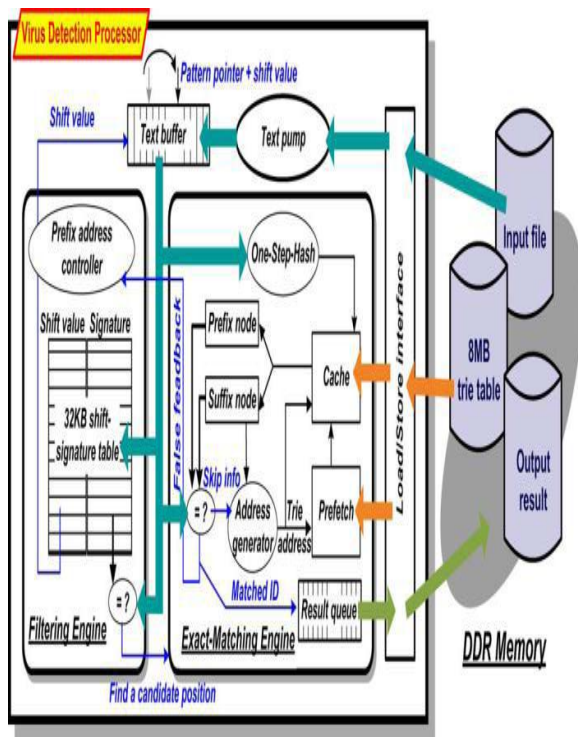 Virus Detection Processor
Pattern pointer + shift value
Shift value
Text buffer
Text pump
Prefix address
controller
One-Step-Hash
Input file
Shift value Signature
Prefix node
Cache
8MB
trie table
32KB shift-
signature table
False feadback
Suffix node
Load/Store interface
Skip info
= ?
Address
generator
Trie
address
Prefetch
Output
result
= ?
Matched ID
Result queue
Filtering Engine
Exact-Matching Engine
DDR Memory
Find a candidate position